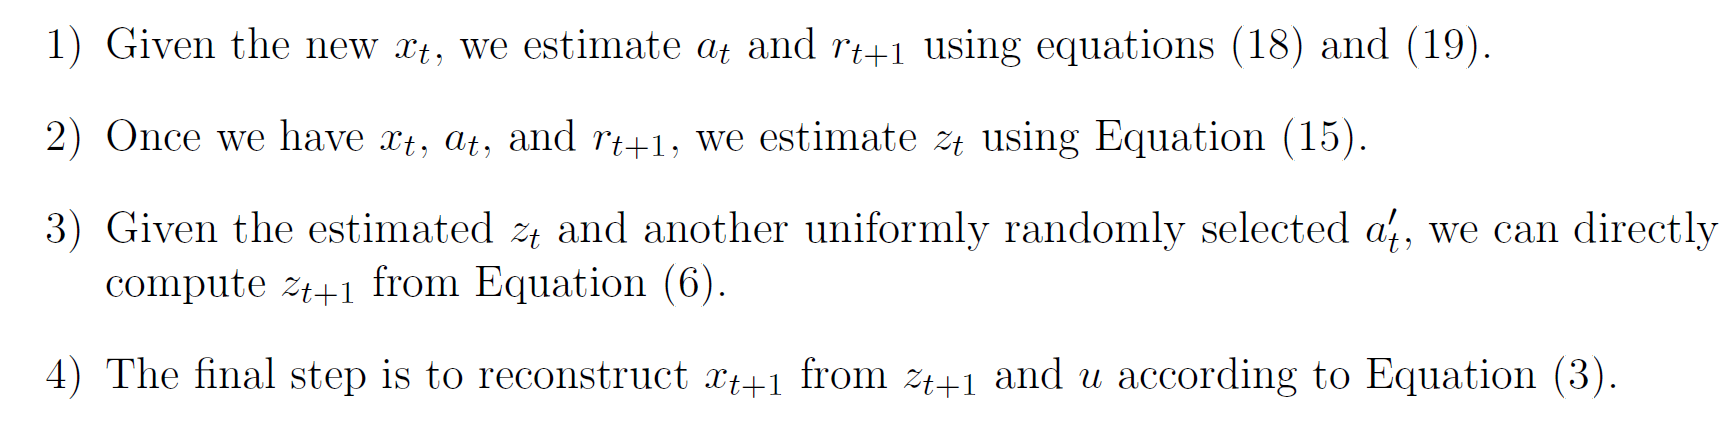 1) Given the new $x_t$, we estimate $a_t$ and $r_{t+1}$ using equations (18) and (19).
2) Once we have $x_t$, $a_t$, and $r_{t+1}$, we estimate $z_t$ using Equation (15).
3) Given the estimated $z_t$ and another uniformly randomly selected $a'_t$, we can directly
compute $z_{t+1}$ from Equation (6).
4) The final step is to reconstruct $x_{t+1}$ from $z_{t+1}$ and $u$ according to Equation (3).